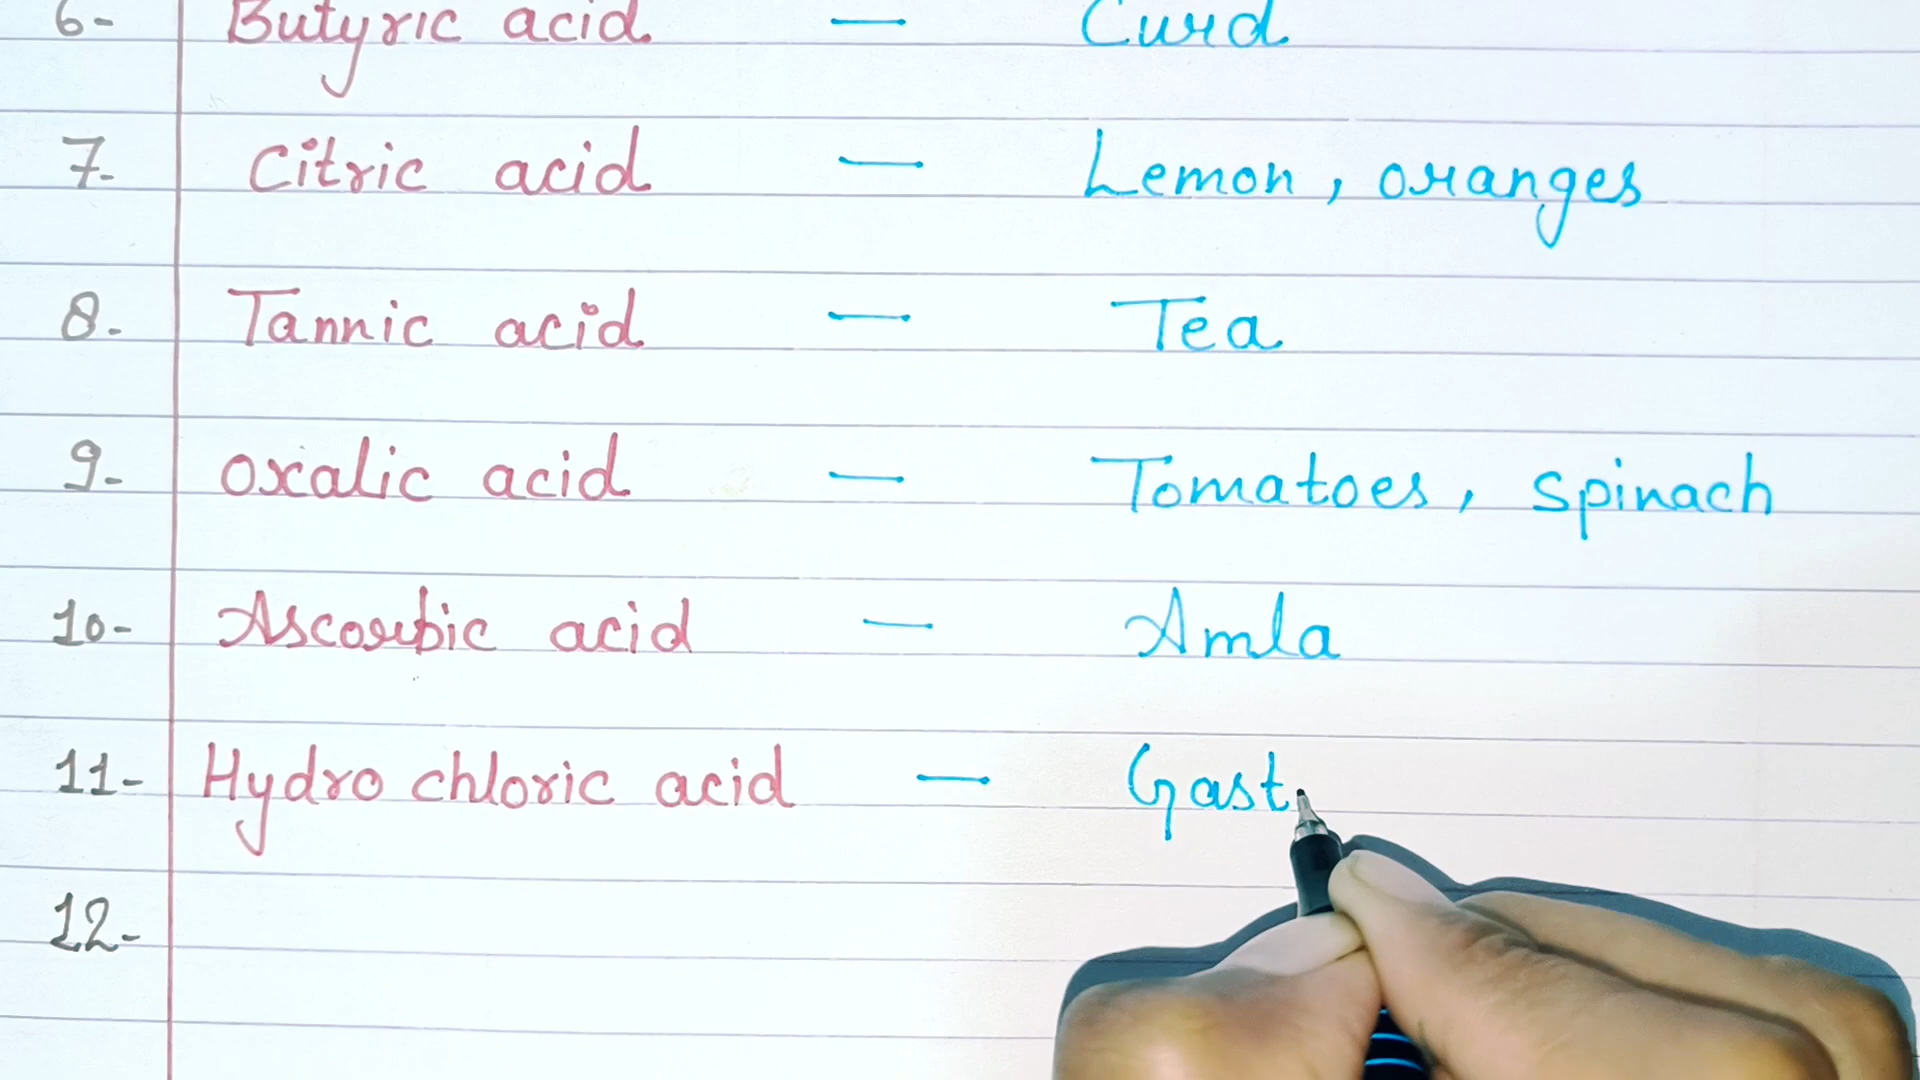 6- Butyric acid — Curd
7- Citric acid — Lemon, oranges
8- Tannic acid — Tea
9- Oxalic acid — Tomatoes, spinach
10- Ascorbic acid — Amla
11- Hydro chloric acid — Gast
12-